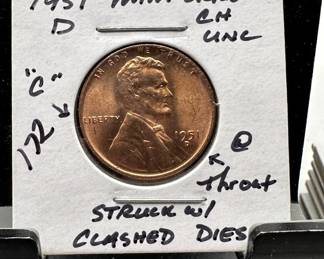 1951
D
CH
UNC
"C"
172
IN GOD WE TRUST
LIBERTY
1951
D
@
Throat
STRUCK w/
CLASHED DIES